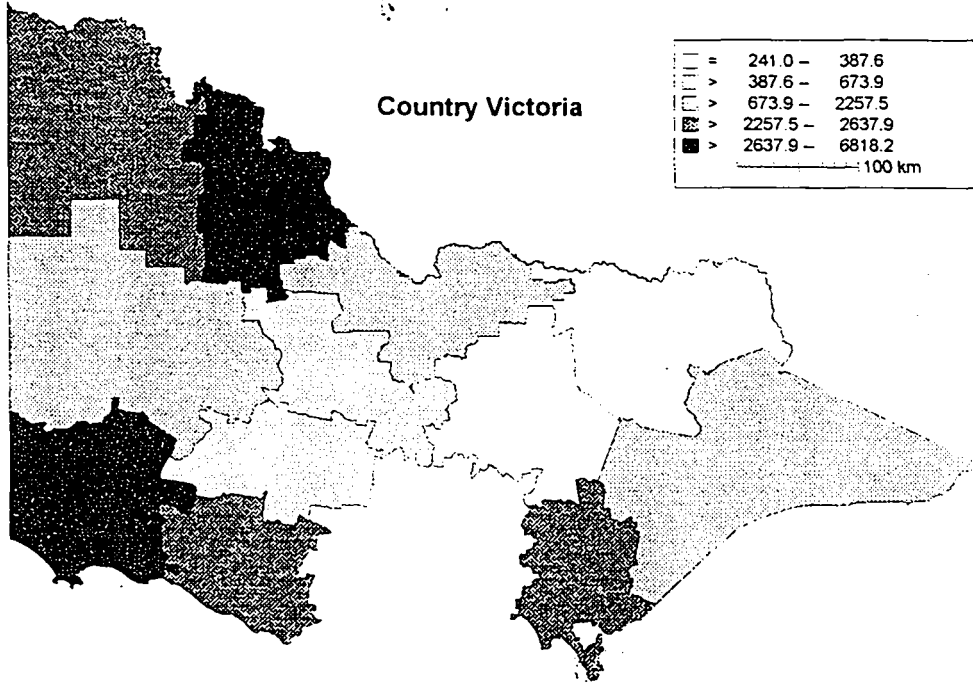 Country Victoria
= 241.0 – 387.6
> 387.6 – 673.9
> 673.9 – 2257.5
> 2257.5 – 2637.9
> 2637.9 – 6818.2
100 km